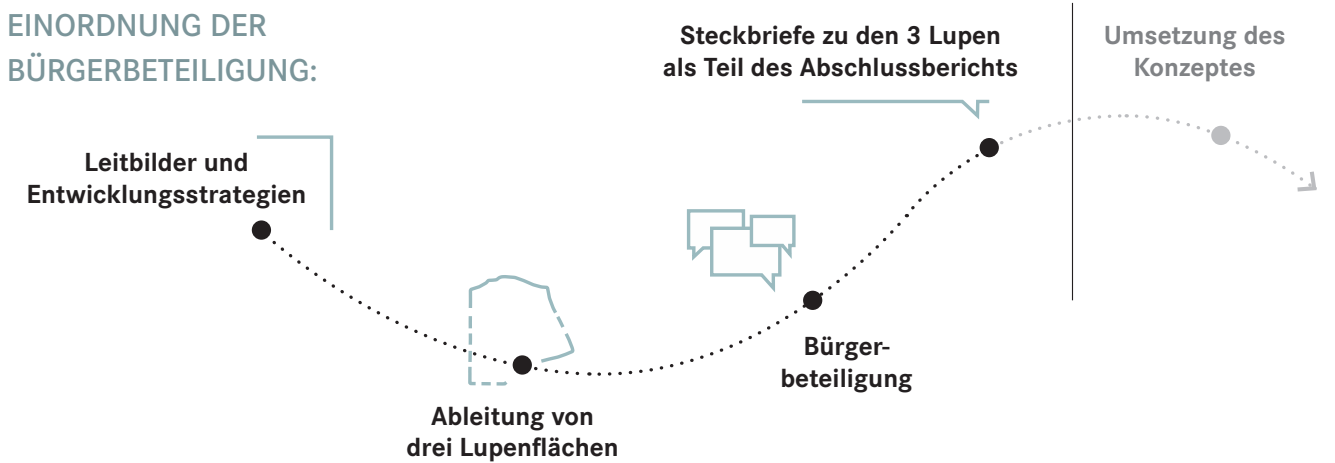 EINORDNUNG DER
BÜRGERBETEILIGUNG:
Leitbilder und
Entwicklungsstrategien
Ableitung von
drei Lupenflächen
Bürger-
beteiligung
Steckbriefe zu den 3 Lupen
als Teil des Abschlussberichts
Umsetzung des
Konzeptes